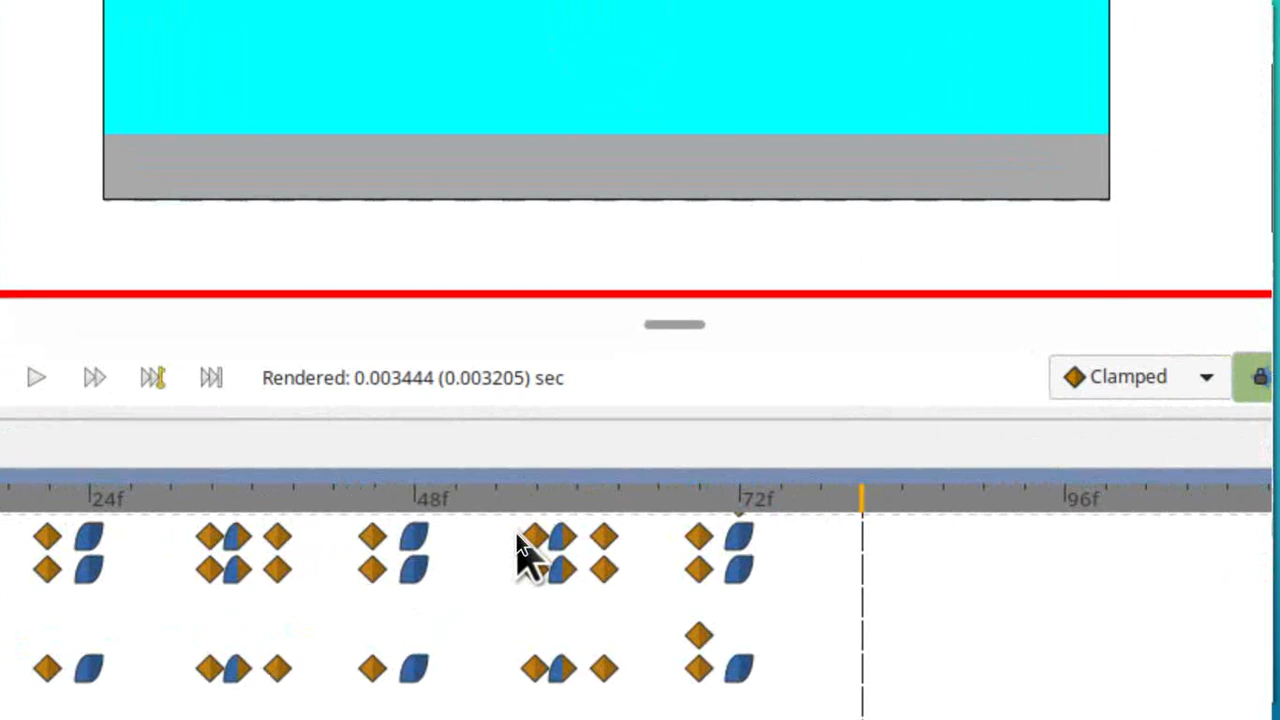 Rendered: 0.003444 (0.003205) sec
Clamped
24f
48f
72f
96f